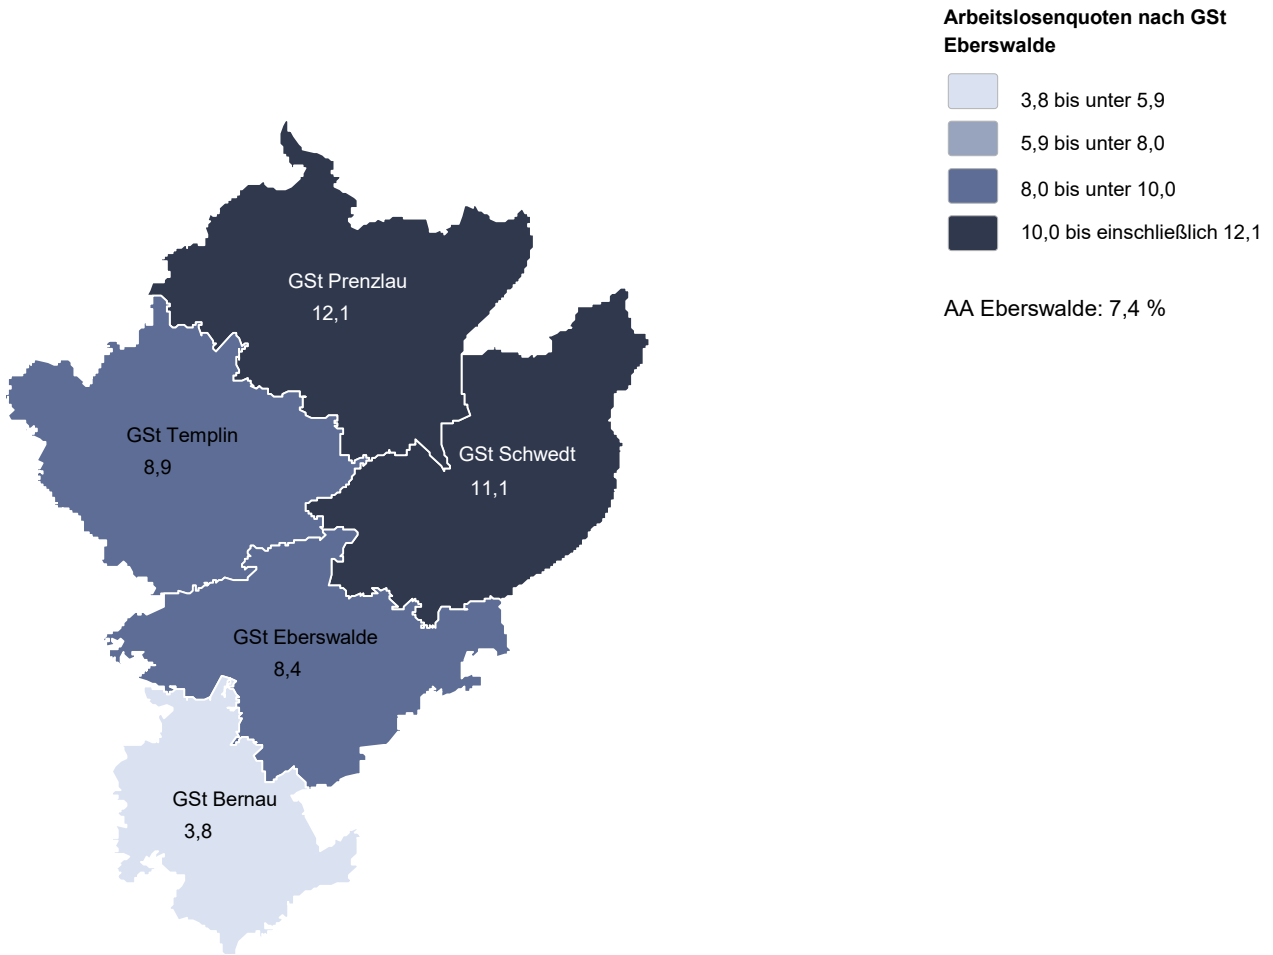 Arbeitslosenquoten nach GSt
Eberswalde
3,8 bis unter 5,9
5,9 bis unter 8,0
8,0 bis unter 10,0
10,0 bis einschließlich 12,1
AA Eberswalde: 7,4 %
GSt Prenzlau
12,1
GSt Templin
8,9
GSt Schwedt
11,1
GSt Eberswalde
8,4
GSt Bernau
3,8